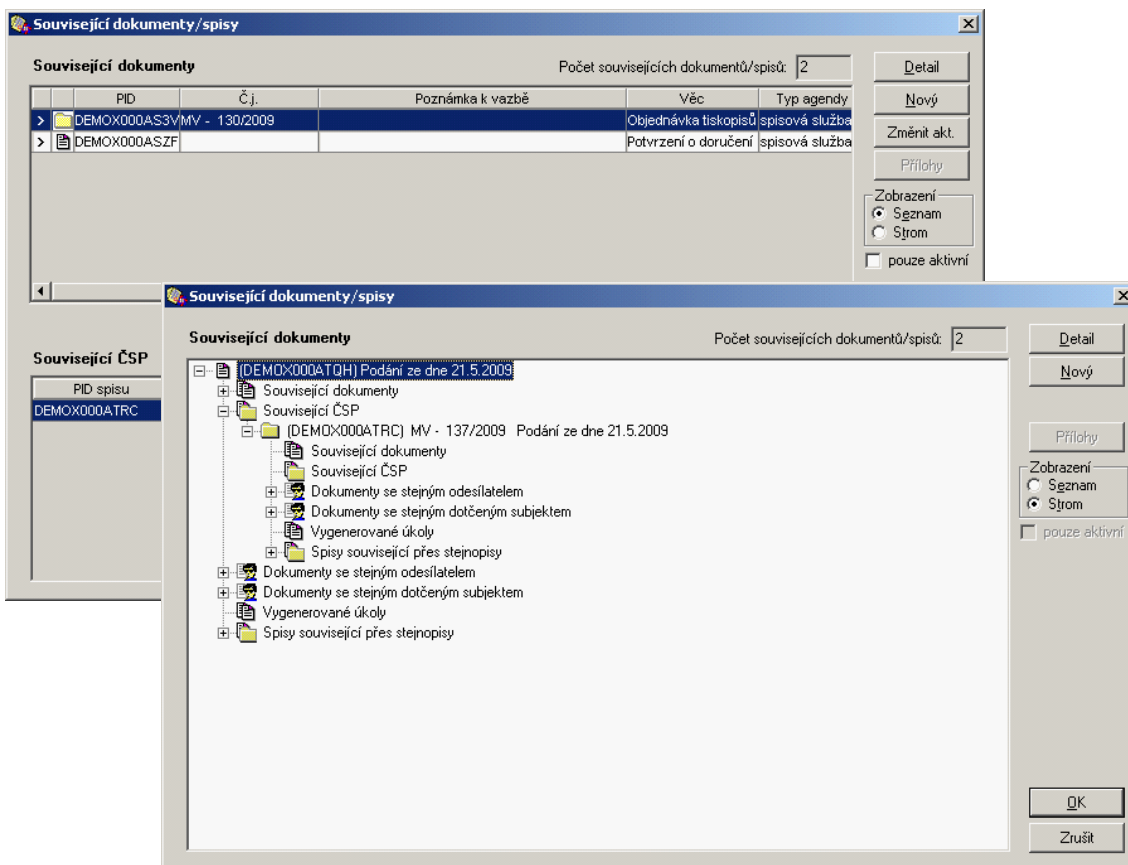 Související dokumenty/spisy
Související dokumenty
Počet souvisejících dokumentů/spisů: 2
Detail
PID Č.j. Poznámka k vazbě Věc Typ agendy
Nový
> DEMOX000AS3V MV - 130/2009 Objednávka tiskopisů spisová služba
Změnit akt.
> DEMOX000ASZF Potvrzení o doručení spisová služba
Přílohy
Zobrazení
Seznam
Strom
pouze aktivní
Související ČSP
PID spisu
DEMOX000ATRC
Související dokumenty/spisy
Související dokumenty
Počet souvisejících dokumentů/spisů: 2
Detail
(DEMOX000ATQH) Podání ze dne 21.5.2009
Nový
Související dokumenty
Související ČSP
(DEMOX000ATRC) MV - 137/2009 Podání ze dne 21.5.2009
Přílohy
Související dokumenty
Související ČSP
Zobrazení
Dokumenty se stejným odesílatelem
Seznam
Dokumenty se stejným dotčeným subjektem
Strom
Vygenerované úkoly
pouze aktivní
Spisy související přes stejnopisy
Dokumenty se stejným odesílatelem
Dokumenty se stejným dotčeným subjektem
Vygenerované úkoly
Spisy související přes stejnopisy
OK
Zrušit